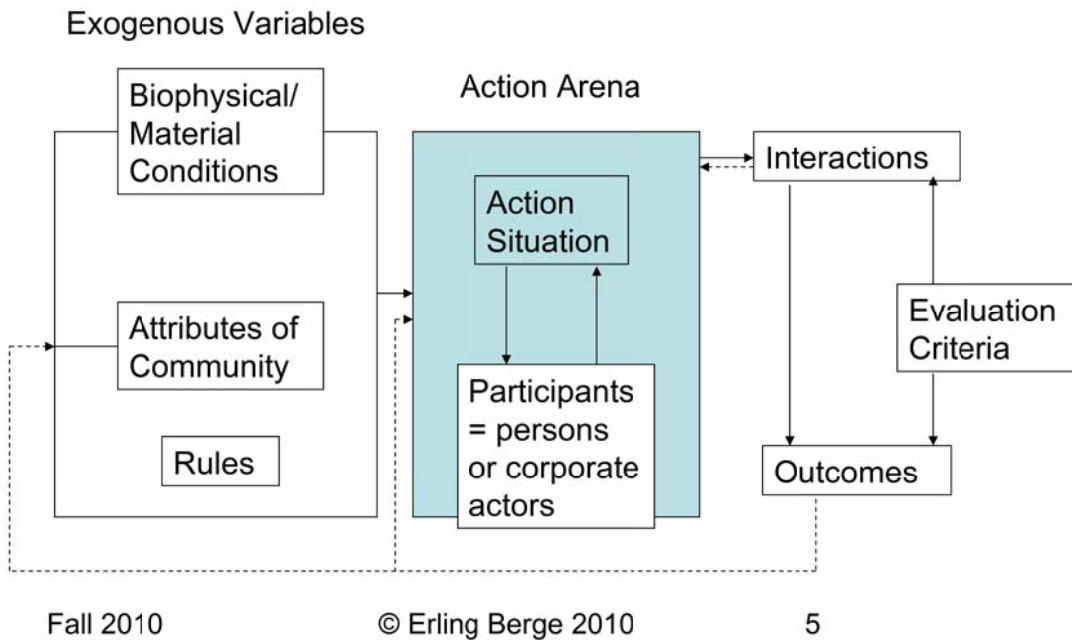 Exogenous Variables
Biophysical/
Material
Conditions
Attributes of
Community
Rules
Action Arena
Action
Situation
Participants
= persons
or corporate
actors
Interactions
Evaluation
Criteria
Outcomes
Fall 2010
© Erling Berge 2010
5